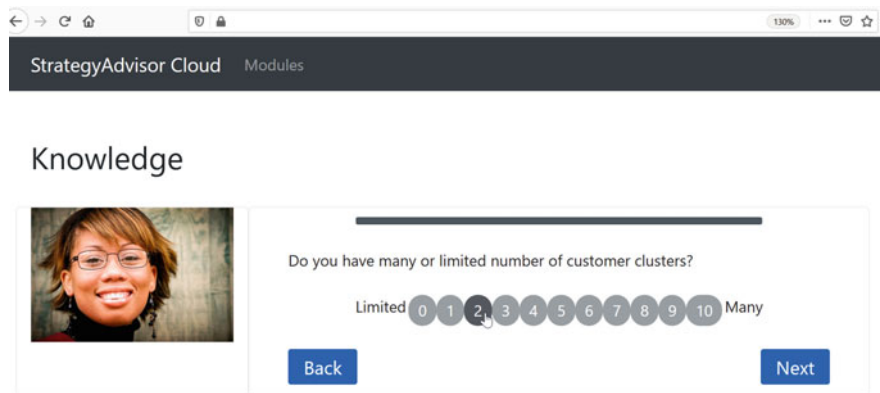 130%
StrategyAdvisor Cloud Modules
Knowledge
Do you have many or limited number of customer clusters?
Limited 0 1 2 3 4 5 6 7 8 9 10 Many
Back Next